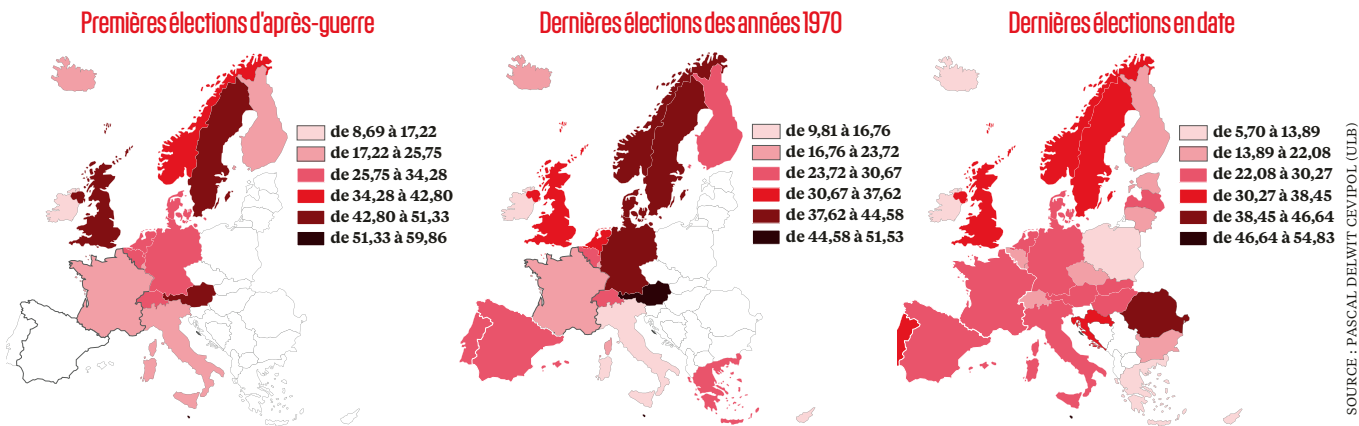 Premières élections d'après-guerre
de 8,69 à 17,22
de 17,22 à 25,75
de 25,75 à 34,28
de 34,28 à 42,80
de 42,80 à 51,33
de 51,33 à 59,86
Dernières élections des années 1970
de 9,81 à 16,76
de 16,76 à 23,72
de 23,72 à 30,67
de 30,67 à 37,62
de 37,62 à 44,58
de 44,58 à 51,53
Dernières élections en date
de 5,70 à 13,89
de 13,89 à 22,08
de 22,08 à 30,27
de 30,27 à 38,45
de 38,45 à 46,64
de 46,64 à 54,83
SOURCE : PASCAL DELWIT CEVIPOL (ULB)